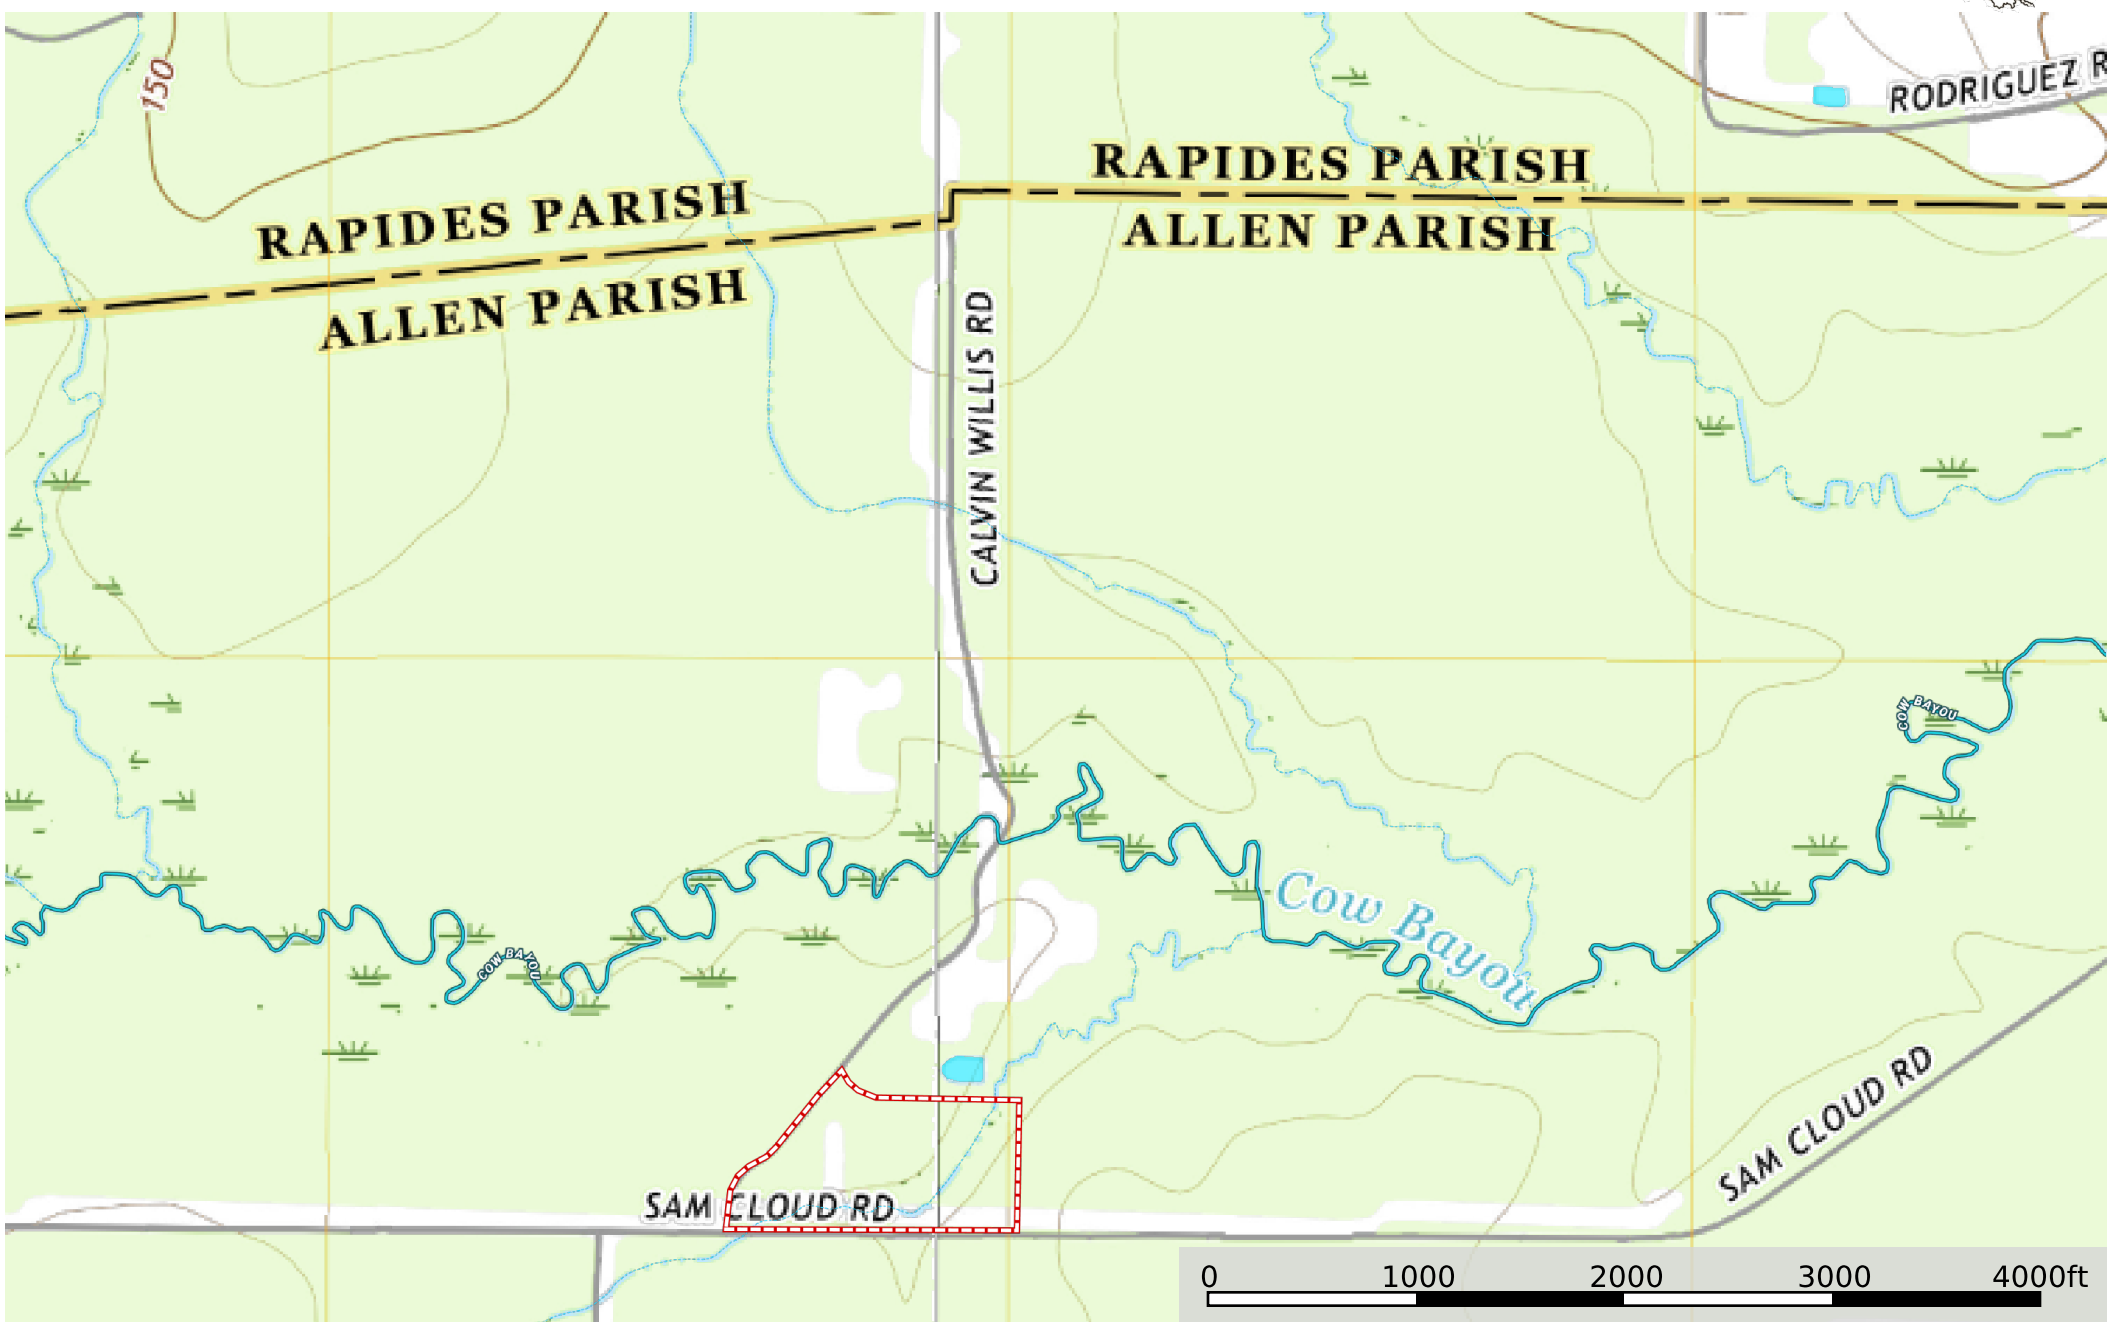 150
RODRIGUEZ R
RAPIDES PARISH
RAPIDES PARISH
ALLEN PARISH
ALLEN PARISH
CALVIN WILLIS RD
COW BAYOU
Cow Bayou
COW BAYOU
SAM CLOUD RD
SAM CLOUD RD
0 1000 2000 3000 4000ft